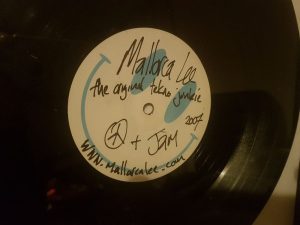 Mallorca Lee
the original tekno junkie
2007
+ JAM
WWW.Mallorcalee.com